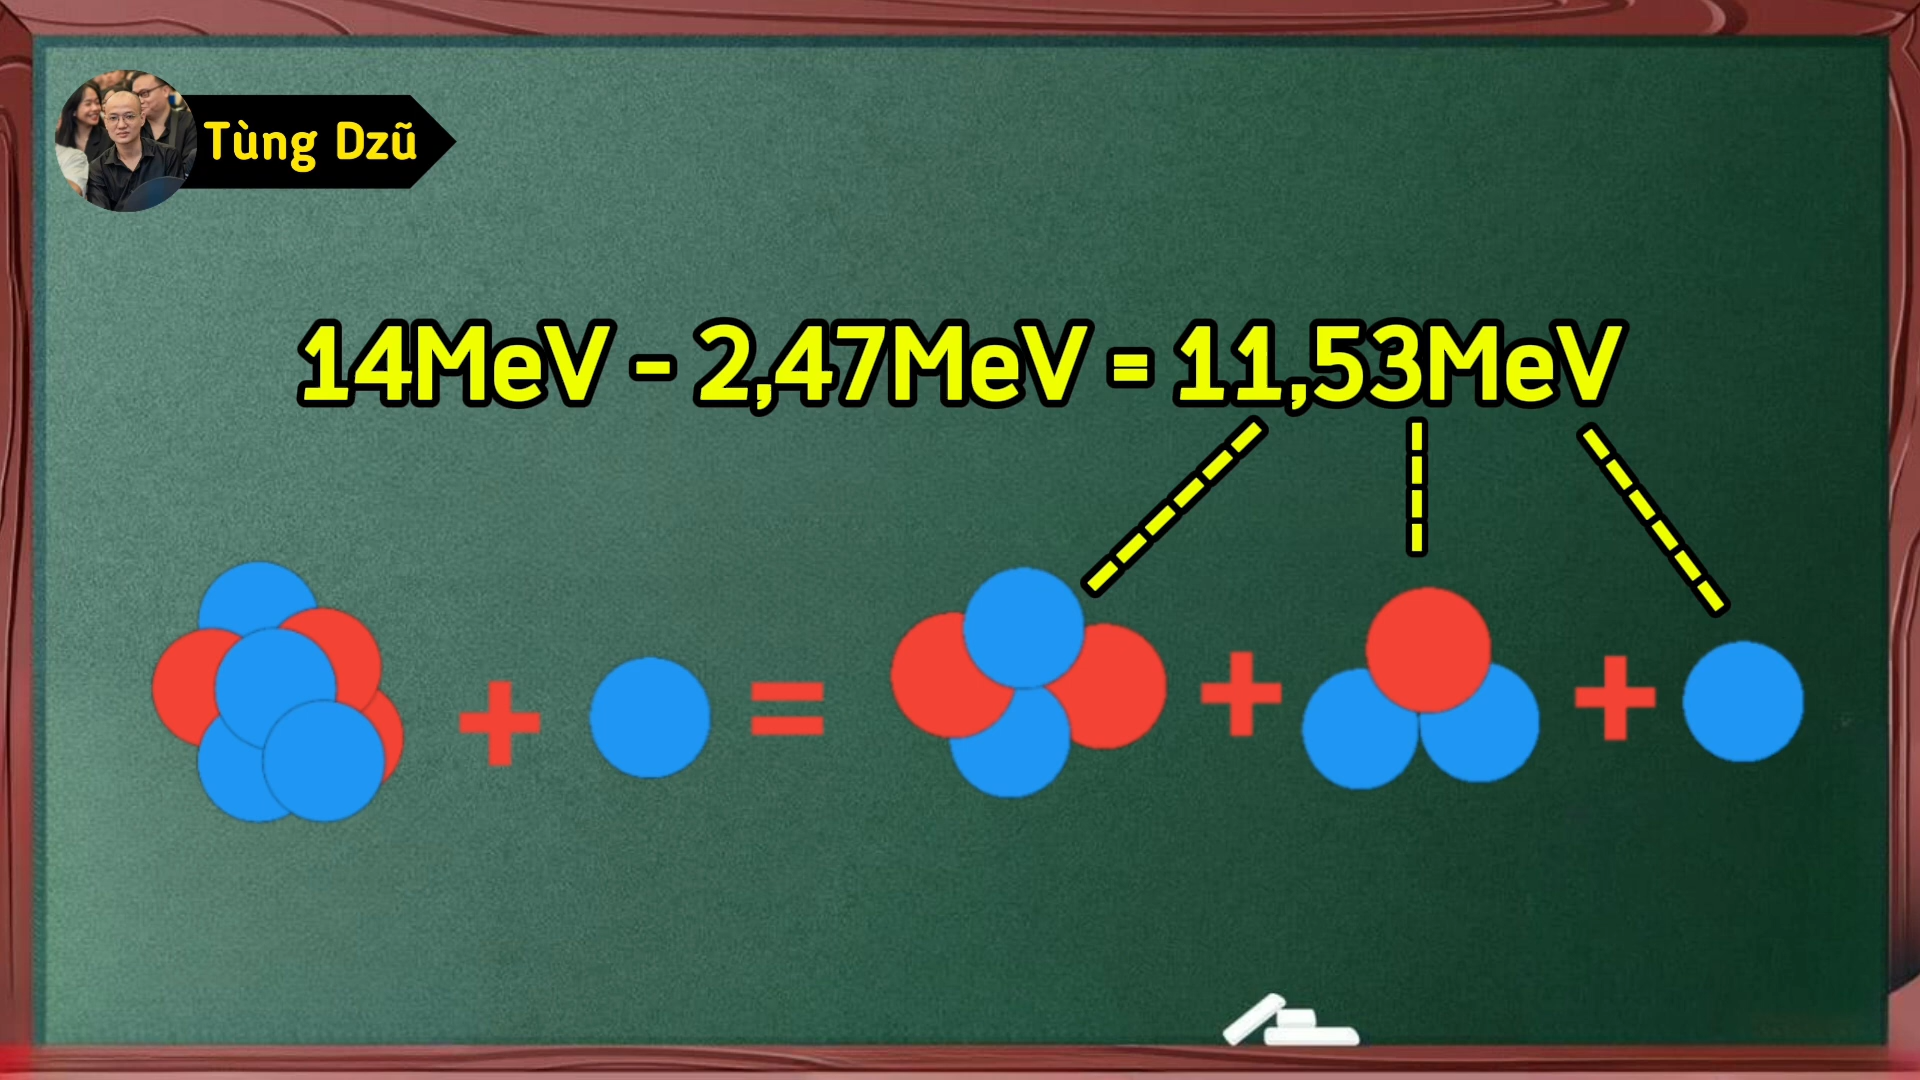 Tùng Dzũ
14MeV - 2,47MeV = 11,53MeV
+ = + +